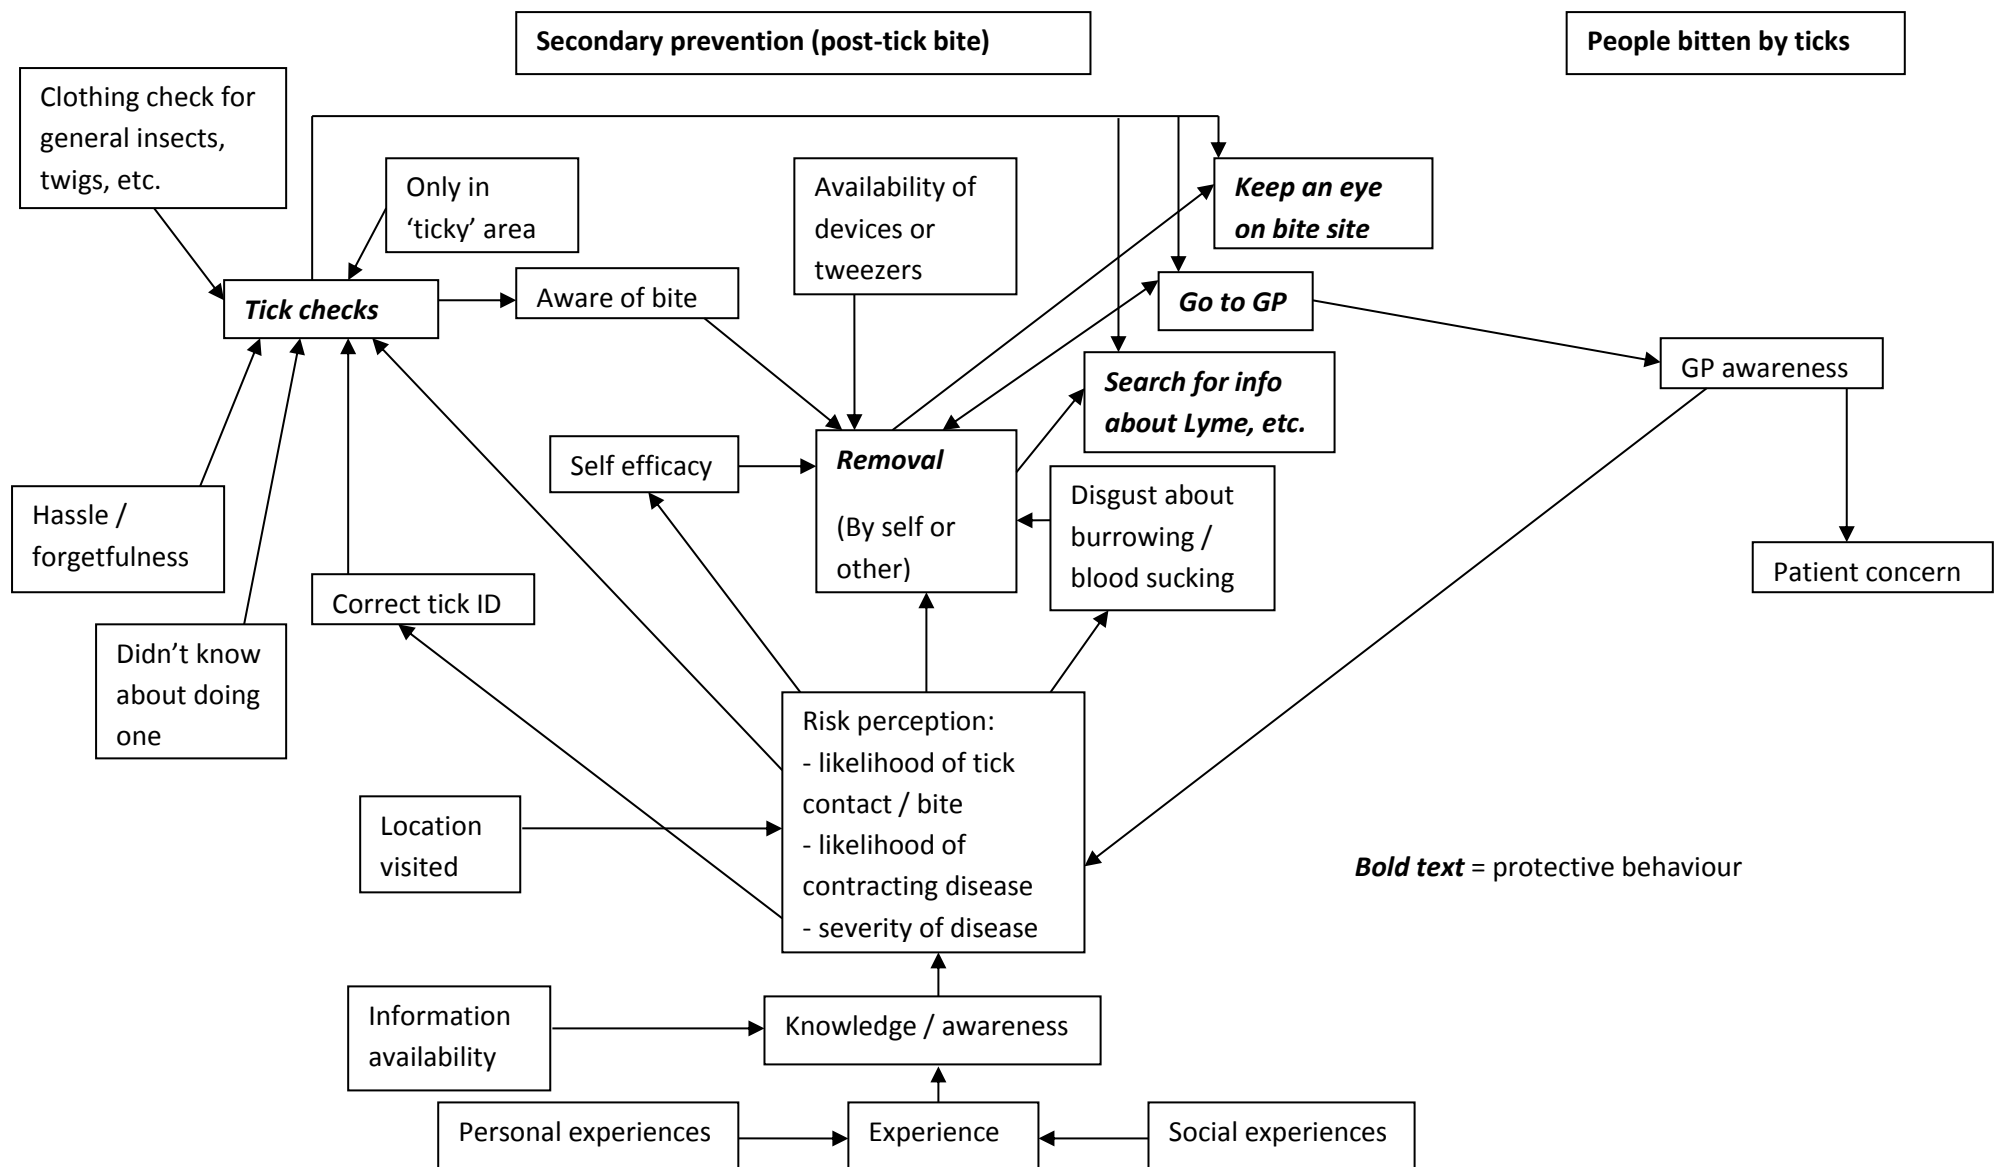 Secondary prevention (post-tick bite)
People bitten by ticks
Clothing check for
general insects,
twigs, etc.
Only in
‘ticky’ area
Availability of
devices or
tweezers
Keep an eye
on bite site
Tick checks
Aware of bite
Go to GP
Search for info
about Lyme, etc.
GP awareness
Self efficacy
Removal
(By self or
other)
Disgust about
burrowing /
blood sucking
Hassle /
forgetfulness
Correct tick ID
Patient concern
Didn’t know
about doing
one
Risk perception:
- likelihood of tick
contact / bite
- likelihood of
contracting disease
- severity of disease
Location
visited
Bold text = protective behaviour
Information
availability
Knowledge / awareness
Personal experiences
Experience
Social experiences